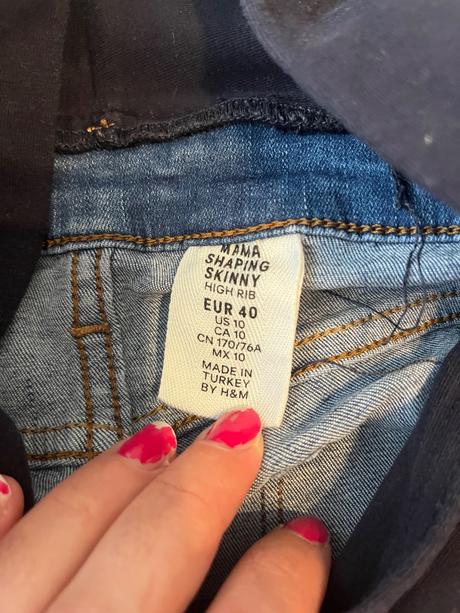 MAMA
SHAPING
SKINNY
HIGH RIB
EUR 40
US 10
CA 10
CN 170/76A
MX 10
MADE IN
TURKEY
BY H&M